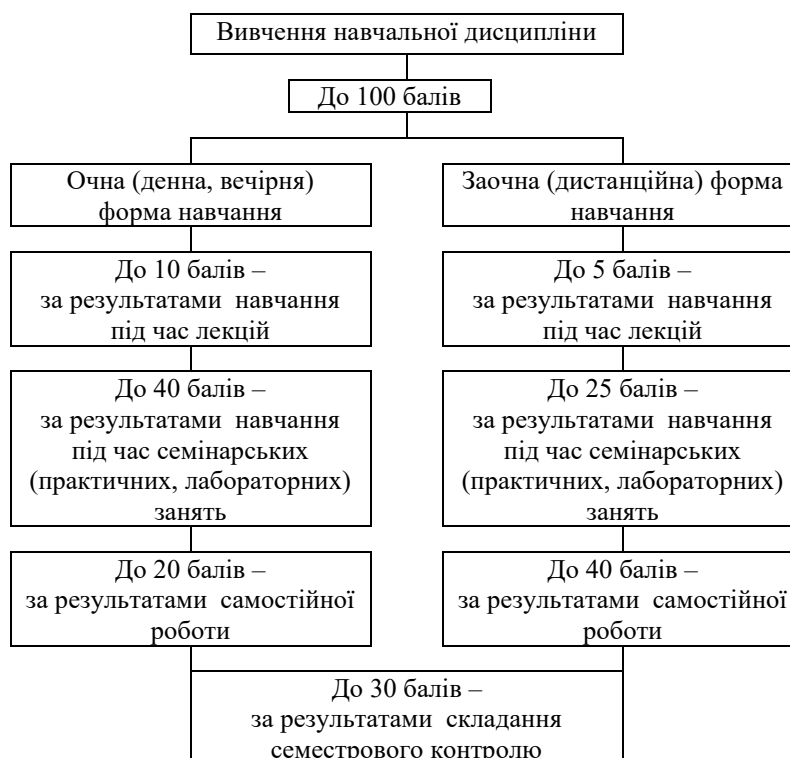 Вивчення навчальної дисципліни
До 100 балів
Очна (денна, вечірня)
форма навчання
До 10 балів –
за результатами навчання
під час лекцій
До 40 балів –
за результатами навчання
під час семінарських
(практичних, лабораторних)
занять
До 20 балів –
за результатами самостійної
роботи
Заочна (дистанційна) форма
навчання
До 5 балів –
за результатами навчання
під час лекцій
До 25 балів –
за результатами навчання
під час семінарських
(практичних, лабораторних)
занять
До 40 балів –
за результатами самостійної
роботи
До 30 балів –
за результатами складання
семестрового контролю